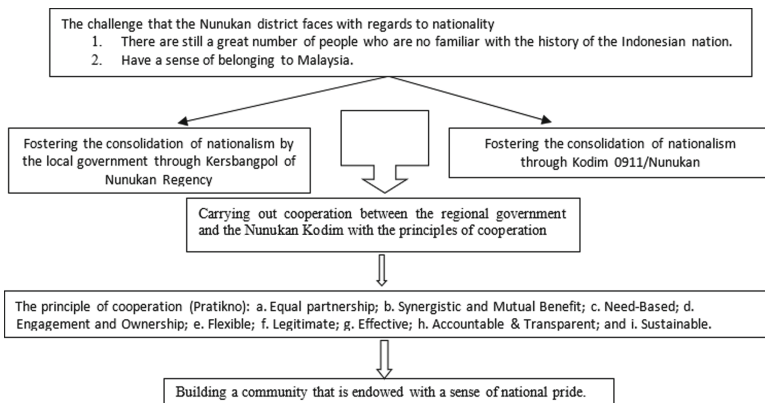 The challenge that the Nunukan district faces with regards to nationality
1. There are still a great number of people who are no familiar with the history of the Indonesian nation.
2. Have a sense of belonging to Malaysia.
Fostering the consolidation of nationalism by
the local government through Kersbangpol of
Nunukan Regency
Fostering the consolidation of nationalism
through Kodim 0911/Nunukan
Carrying out cooperation between the regional government
and the Nunukan Kodim with the principles of cooperation
The principle of cooperation (Pratikno): a. Equal partnership; b. Synergistic and Mutual Benefit; c. Need-Based; d.
Engagement and Ownership; e. Flexible; f. Legitimate; g. Effective; h. Accountable & Transparent; and i. Sustainable.
Building a community that is endowed with a sense of national pride.